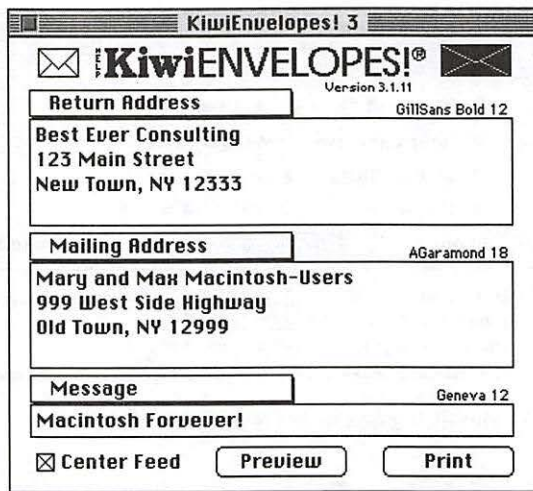 KiwiEnvelopes! 3
HELP KiwiENVELOPES!®
Version 3.1.11
Return Address
GillSans Bold 12
Best Ever Consulting
123 Main Street
New Town, NY 12333
Mailing Address
AGaramond 18
Mary and Max Macintosh-Users
999 West Side Highway
Old Town, NY 12999
Message
Geneva 12
Macintosh Forvever!
Center Feed
Preview
Print